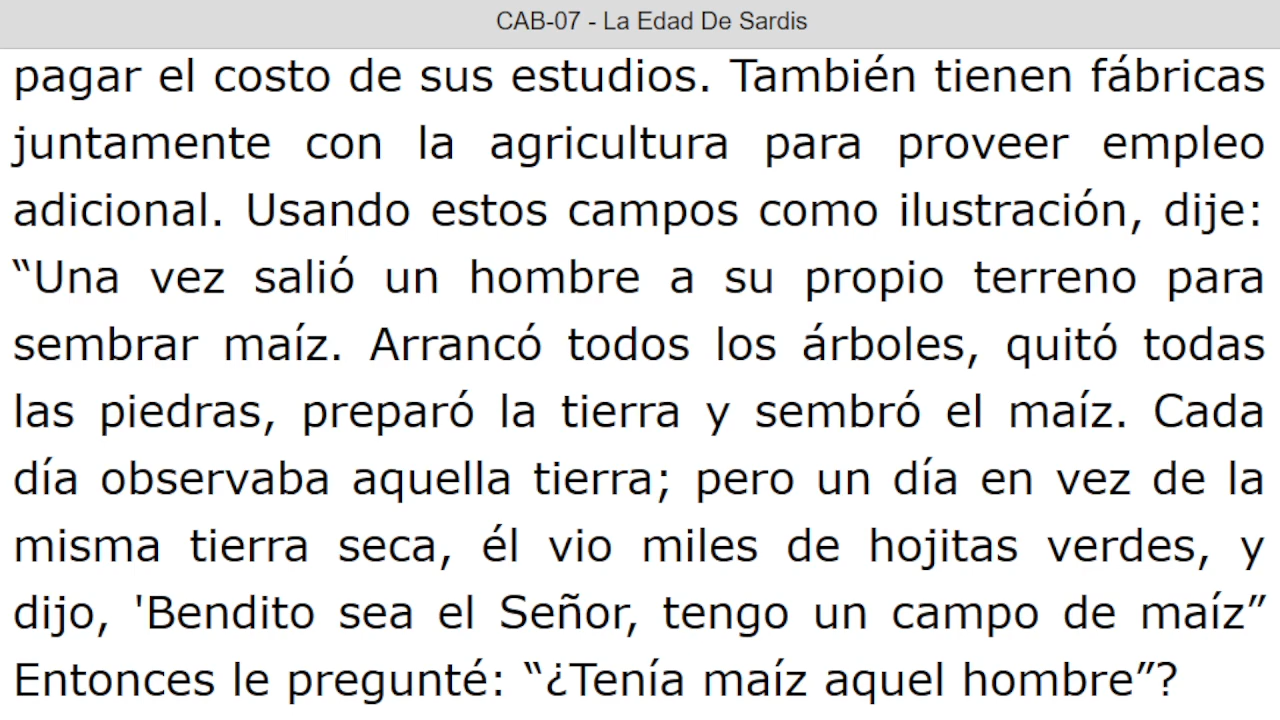 CAB-07 - La Edad De Sardis
pagar el costo de sus estudios. También tienen fábricas
juntamente con la agricultura para proveer empleo
adicional. Usando estos campos como ilustración, dije:
“Una vez salió un hombre a su propio terreno para
sembrar maíz. Arrancó todos los árboles, quitó todas
las piedras, preparó la tierra y sembró el maíz. Cada
día observaba aquella tierra; pero un día en vez de la
misma tierra seca, él vio miles de hojitas verdes, y
dijo, 'Bendito sea el Señor, tengo un campo de maíz”
Entonces le pregunté: “¿Tenía maíz aquel hombre”?